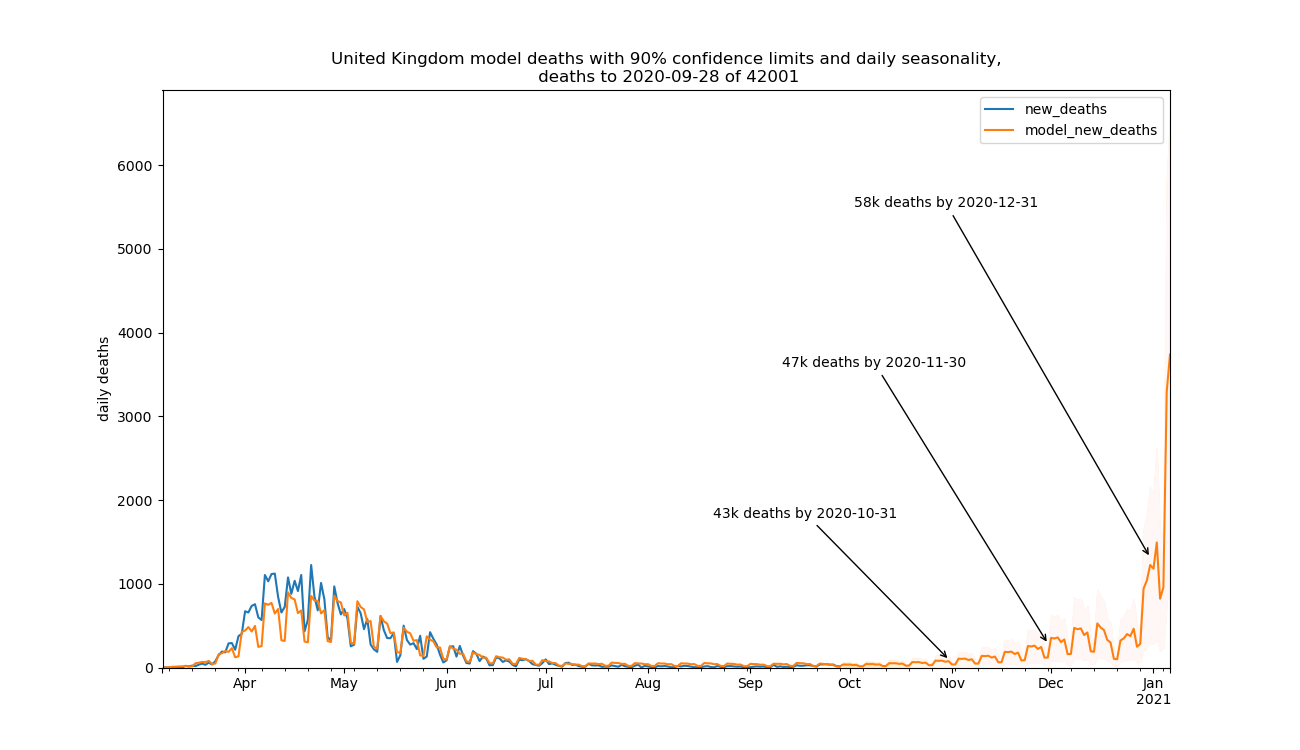 United Kingdom model deaths with 90% confidence limits and daily seasonality,
deaths to 2020-09-28 of 42001
new_deaths
model_new_deaths
6000
5000
4000
3000
2000
1000
0
daily deaths
58k deaths by 2020-12-31
47k deaths by 2020-11-30
43k deaths by 2020-10-31
Apr May Jun Jul Aug Sep Oct Nov Dec Jan
2021